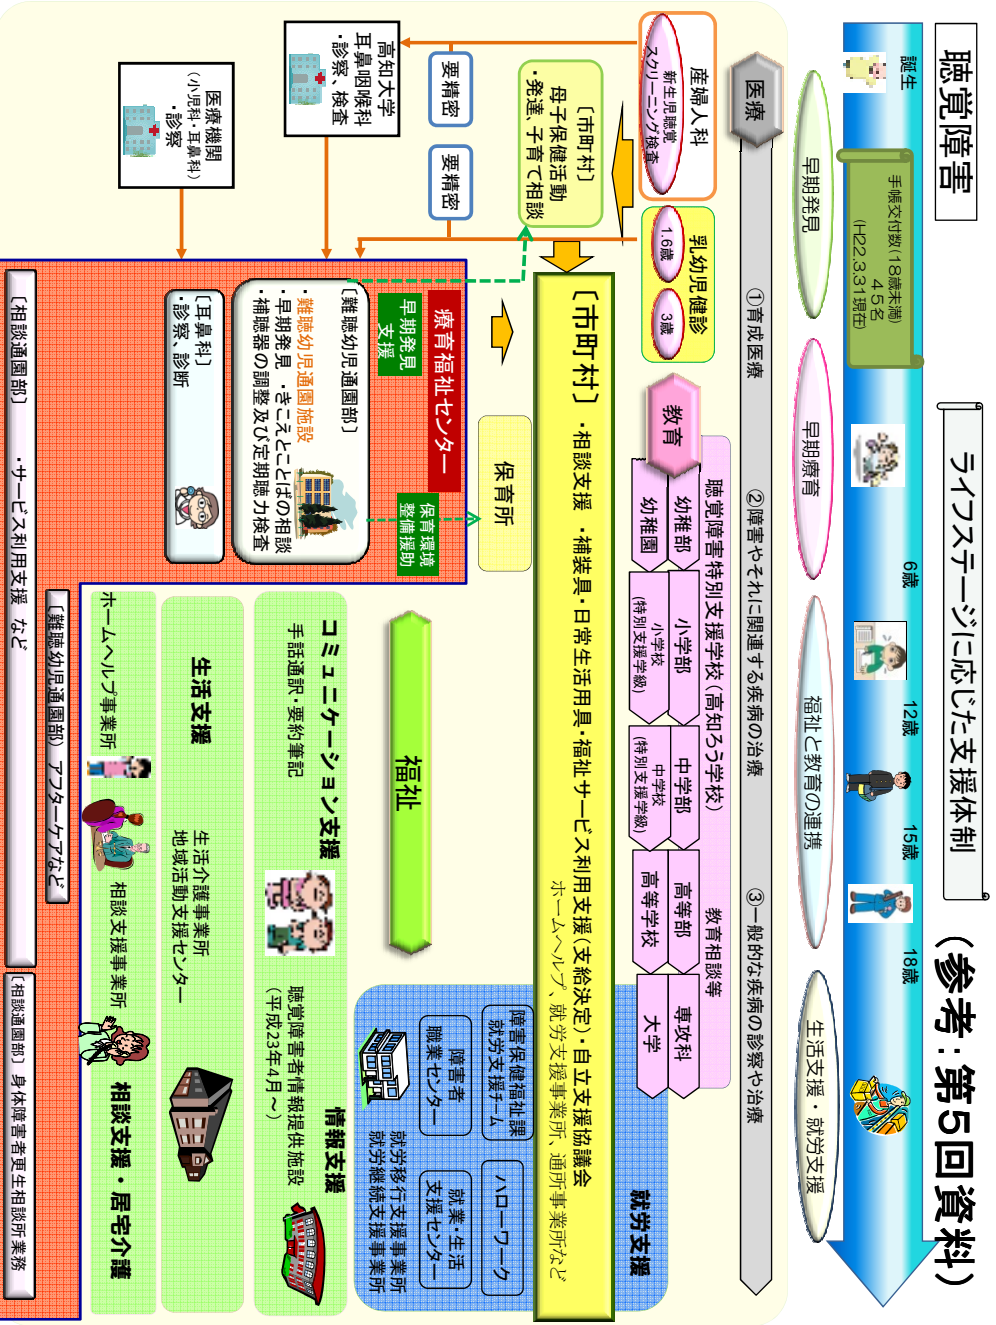 聴覚障害
ライフステージに応じた支援体制
(参考:第5回資料)
誕生
6歳
12歳
15歳
18歳
手帳交付数(18歳未満)
45名
(H22.3.31現在)
早期発見
早期療育
福祉と教育の連携
生活支援・就労支援
医療
①育成医療
②障害やそれに関連する疾病の治療
③一般的な疾病の診察や治療
産婦人科
新生児聴覚
スクリーニング検査
乳幼児健診
1.6歳
3歳
教育
聴覚障害特別支援学校(高知ろう学校)
教育相談等
幼稚部
小学部
中学部
高等部
専攻科
幼稚園
小学校
(特別支援学級)
中学校
(特別支援学級)
高等学校
大学
就労支援
〔市町村〕
母子保健活動
・発達、子育て相談
〔市町村〕 ・相談支援 ・補装具・日常生活用具・福祉サービス利用支援(支給決定)・自立支援協議会
ホームヘルプ、就労支援事業所、通所事業所など
要精密
要精密
高知大学
耳鼻咽喉科
・診察、検査
医療機関
(小児科・耳鼻科)
・診察
保育所
療育福祉センター
早期発見
支援
保育環境
整備援助
〔難聴幼児通園部〕
・難聴幼児通園施設
・早期発見 ・きこえとことばの相談
・補聴器の調整及び定期聴力検査
〔耳鼻科〕
・診察、診断
福祉
障害保健福祉課
就労支援チーム
ハローワーク
障害者
職業センター
就業・生活
支援センター
就労移行支援事業所
就労継続支援事業所
コミュニケーション支援
手話通訳・要約筆記
情報支援
聴覚障害者情報提供施設
(平成23年4月~)
生活支援
生活介護事業所
地域活動支援センター
ホームヘルプ事業所
相談支援事業所
相談支援・居宅介護
〔難聴幼児通園部〕 アフターケアなど
〔相談通園部〕 ・サービス利用支援 など
〔相談通園部〕身体障害者更生相談所業務